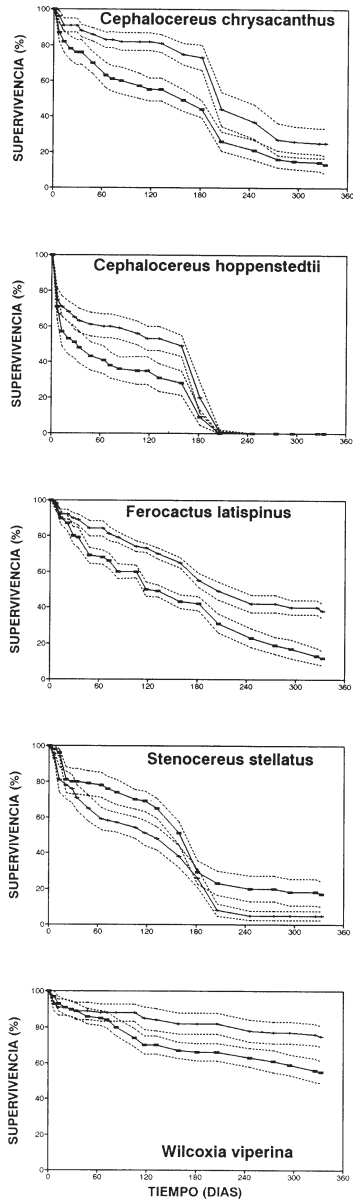 Cephalocereus chrysacanthus
SUPERVIVENCIA (%)
100
80
60
40
20
0
0 60 120 180 240 300 360
Cephalocereus hoppenstedtii
SUPERVIVENCIA (%)
100
80
60
40
20
0
0 60 120 180 240 300 360
Ferocactus latispinus
SUPERVIVENCIA (%)
100
80
60
40
20
0
0 60 120 180 240 300 360
Stenocereus stellatus
SUPERVIVENCIA (%)
100
80
60
40
20
0
0 60 120 180 240 300 360
SUPERVIVENCIA (%)
100
80
60
40
20
0
Wilcoxia viperina
0 60 120 180 240 300 360
TIEMPO (DIAS)